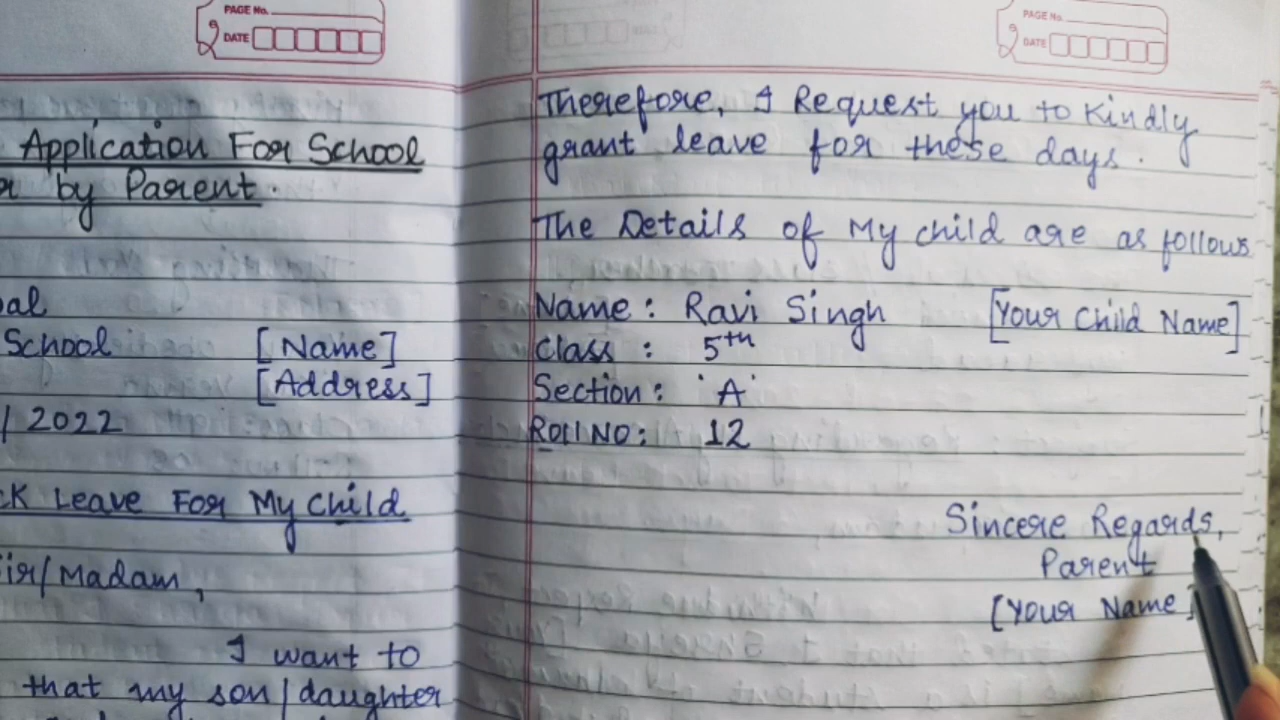 PAGE No.
DATE
Application For School
by Parent.
School [Name]
[Address]
/ 2022
Leave For My Child
/Madam,
I want to
that my son/daughter
PAGE No.
DATE
Therefore, I Request you to Kindly
grant leave for these days.
The Details of My child are as follows
Name: Ravi Singh [Your Child Name]
Class : 5th
Section: 'A'
Roll NO: 12
Sincere Regards,
Parent
[Your Name]